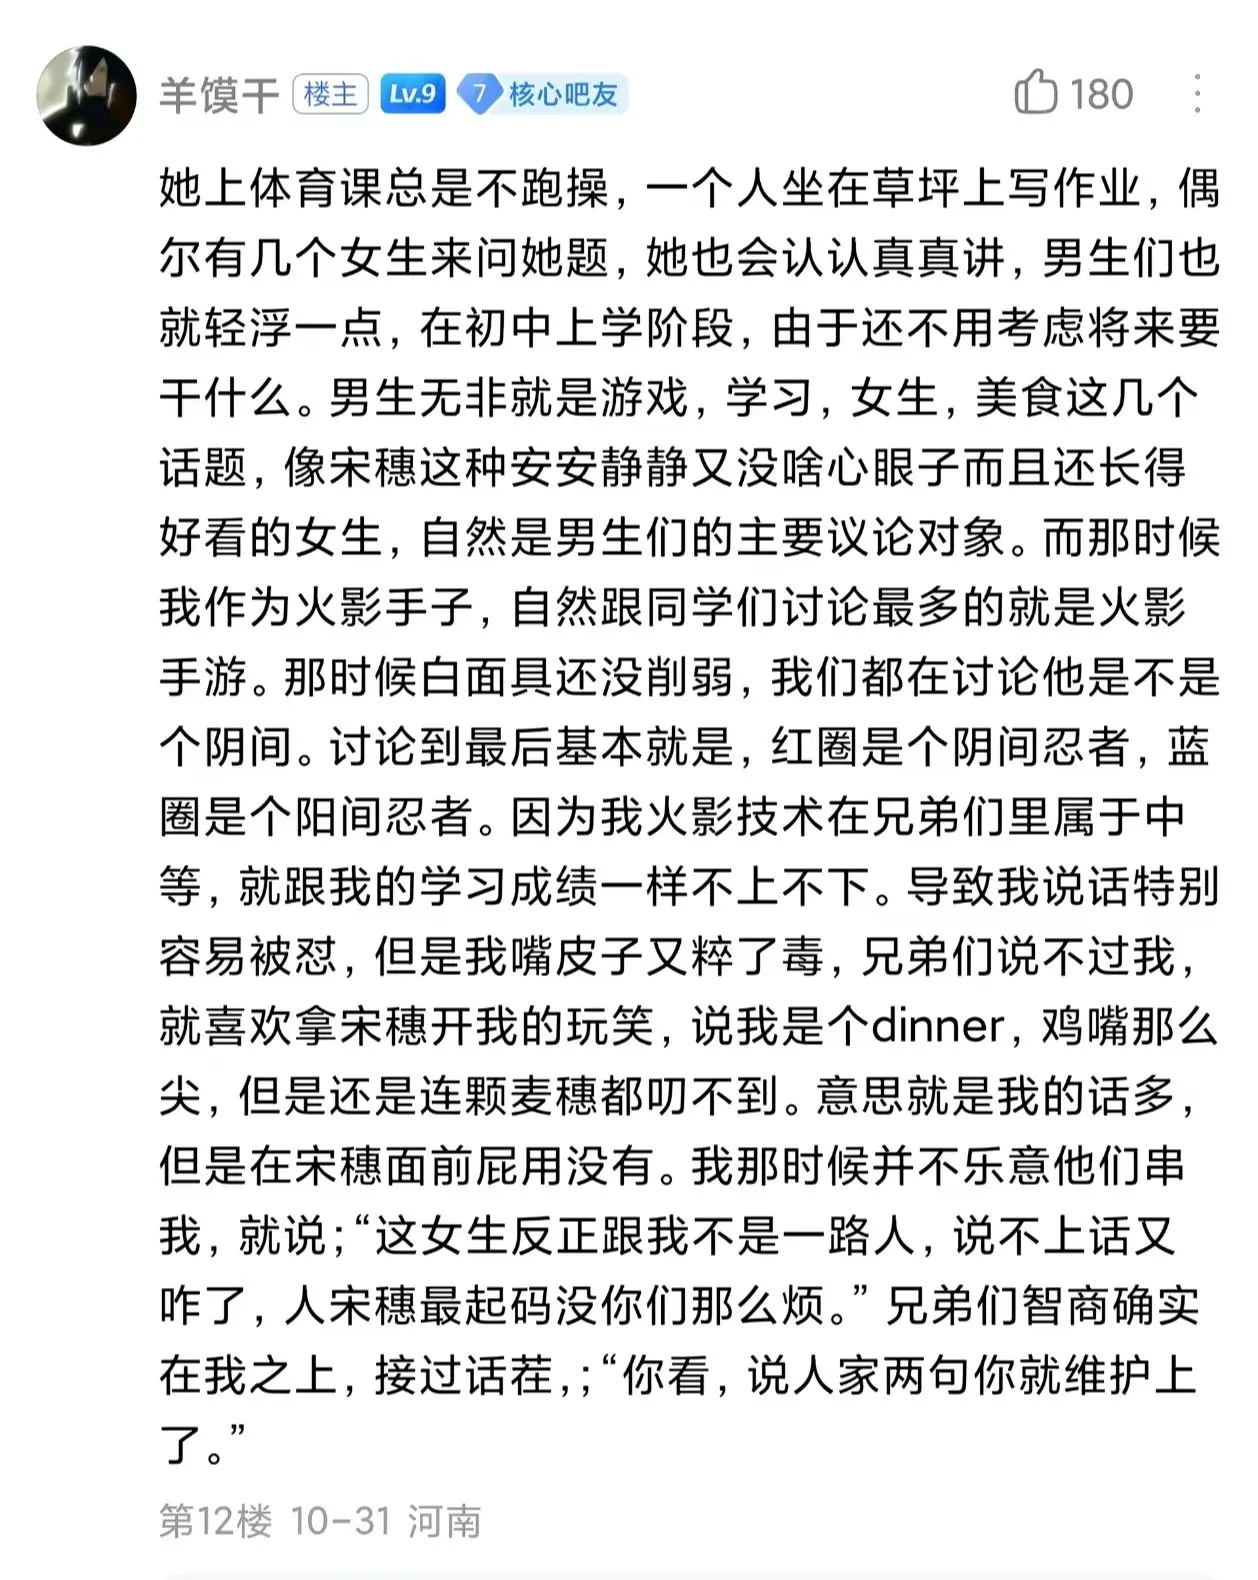 羊馍干 楼主 Lv.9 7 核心吧友 180
她上体育课总是不跑操，一个人坐在草坪上写作业，偶
尔有几个女生来问她题，她也会认认真真讲，男生们也
就轻浮一点，在初中上学阶段，由于还不用考虑将来要
干什么。男生无非就是游戏，学习，女生，美食这几个
话题，像宋穗这种安安静静又没啥心眼子而且还长得
好看的女生，自然是男生们的主要议论对象。而那时候
我作为火影手子，自然跟同学们讨论最多的就是火影
手游。那时候白面具还没削弱，我们都在讨论他是不是
个阴间。讨论到最后基本就是，红圈是个阴间忍者，蓝
圈是个阳间忍者。因为我火影技术在兄弟们里属于中
等，就跟我的学习成绩一样不上不下。导致我说话特别
容易被怼，但是我嘴皮子又粹了毒，兄弟们说不过我，
就喜欢拿宋穗开我的玩笑，说我是个dinner，鸡嘴那么
尖，但是还是连颗麦穗都叨不到。意思就是我的话多，
但是在宋穗面前屁用没有。我那时候并不乐意他们串
我，就说;“这女生反正跟我不是一路人，说不上话又
咋了，人宋穗最起码没你们那么烦。”兄弟们智商确实
在我之上，接过话茬，;“你看，说人家两句你就维护上
了。”
第12楼 10-31 河南